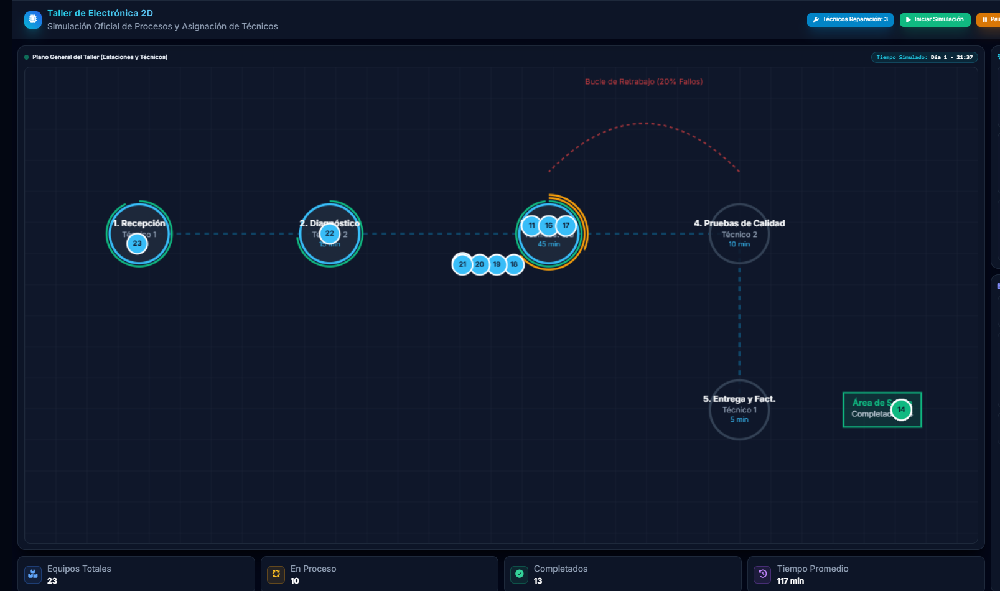 Taller de Electrónica 2D
Simulación Oficial de Procesos y Asignación de Técnicos
Técnicos Reparación: 3
Iniciar Simulación
Plano General del Taller (Estaciones y Técnicos)
Tiempo Simulado: Día 1 - 21:37
Bucle de Retrabajo (20% Fallos)
1. Recepción
23
2. Diagnóstico
22
11
16
17
45 min
21
20
19
18
4. Pruebas de Calidad
Técnico 2
10 min
5. Entrega y Fact.
Técnico 1
5 min
Área de
14
Equipos Totales
23
En Proceso
10
Completados
13
Tiempo Promedio
117 min